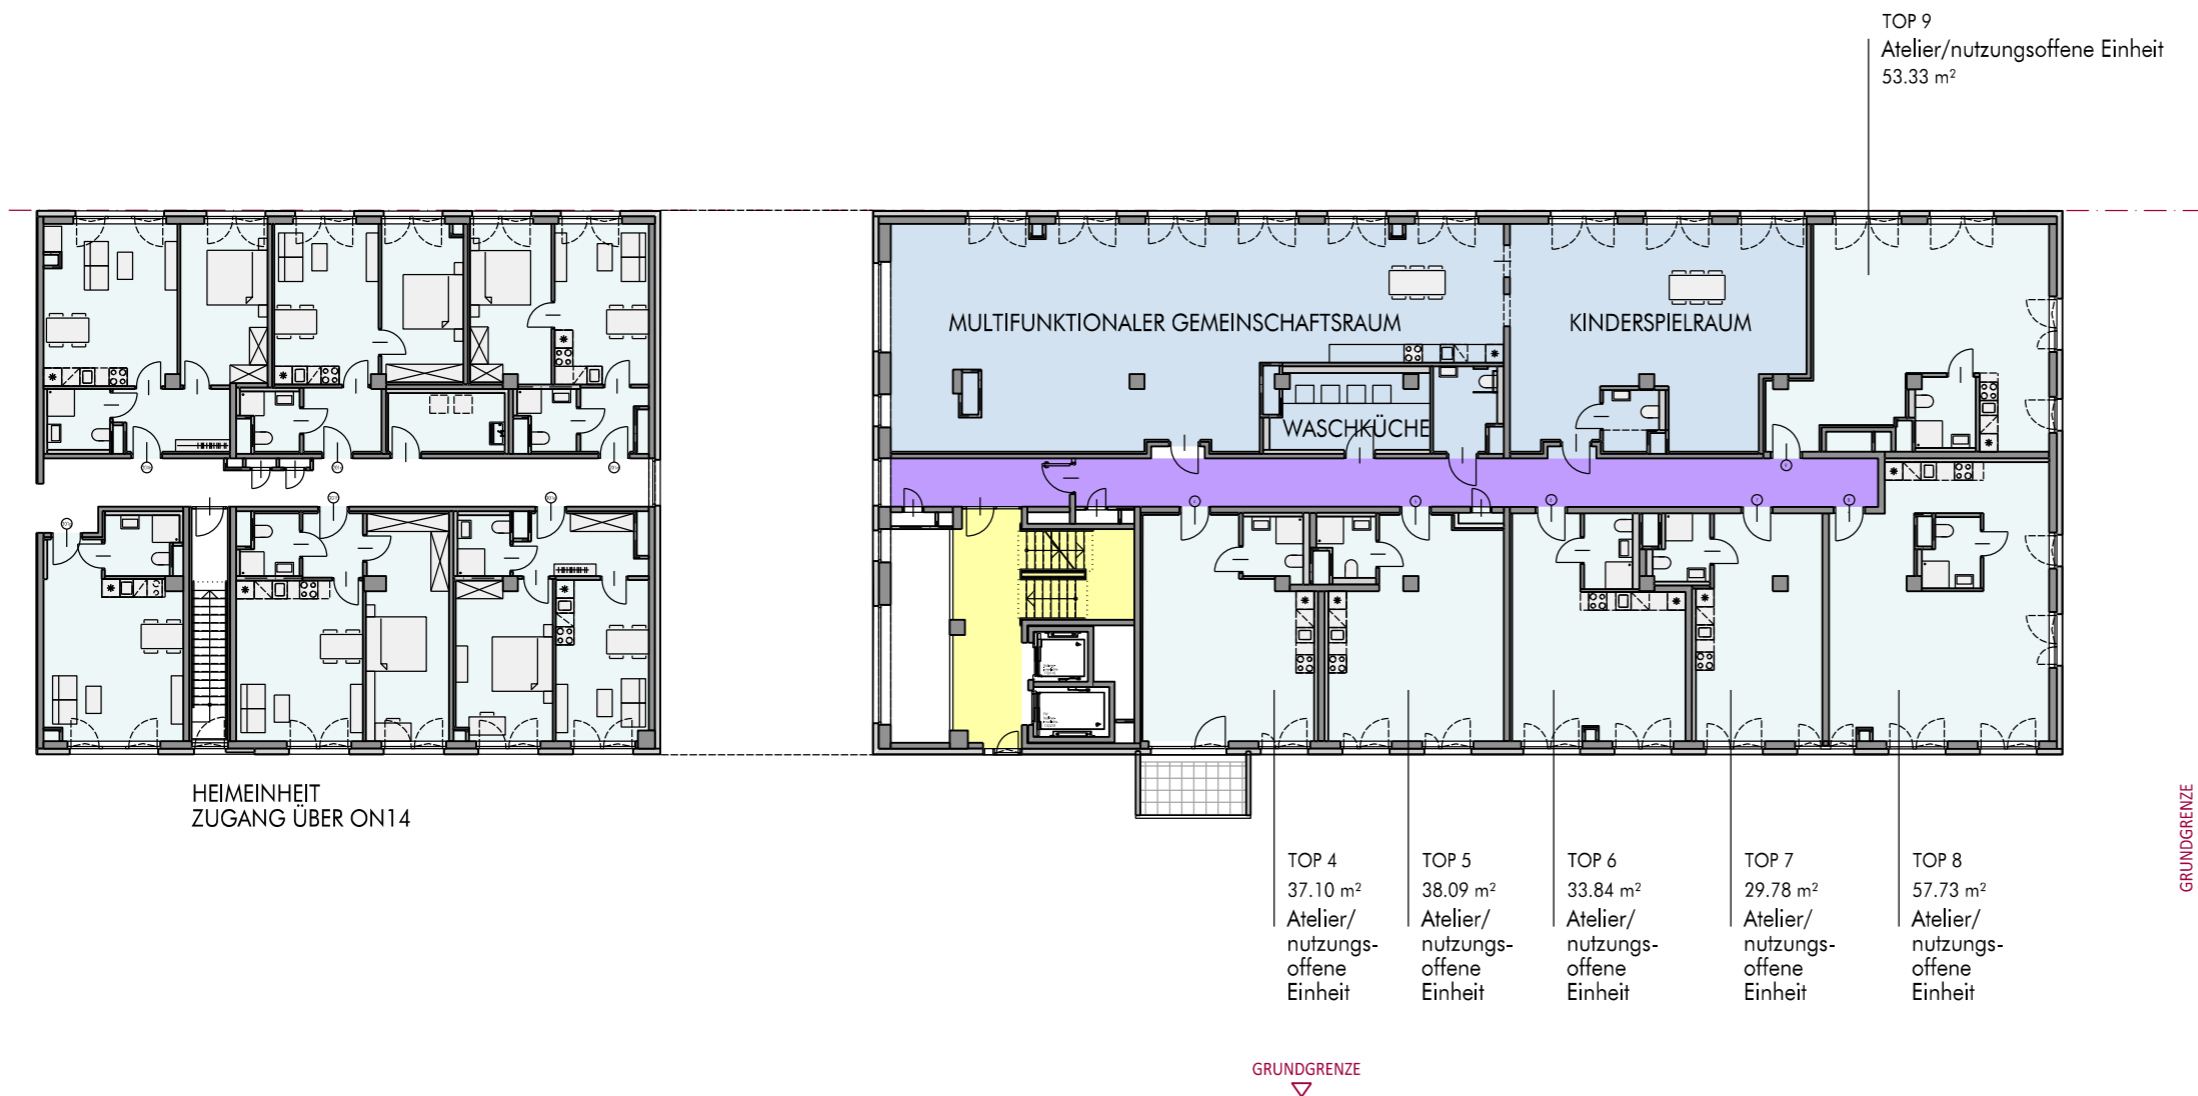 TOP 9
Atelier/nutzungsoffene Einheit
53.33 m²
MULTIFUNKTIONALER GEMEINSCHAFTSRAUM
KINDERSPIELRAUM
WASCHKÜCHE
HEIMEINHEIT
ZUGANG ÜBER ON14
TOP 4
37.10 m²
Atelier/
nutzungs-
offene
Einheit
TOP 5
38.09 m²
Atelier/
nutzungs-
offene
Einheit
TOP 6
33.84 m²
Atelier/
nutzungs-
offene
Einheit
TOP 7
29.78 m²
Atelier/
nutzungs-
offene
Einheit
TOP 8
57.73 m²
Atelier/
nutzungs-
offene
Einheit
GRUNDGRENZE
GRUNDGRENZE